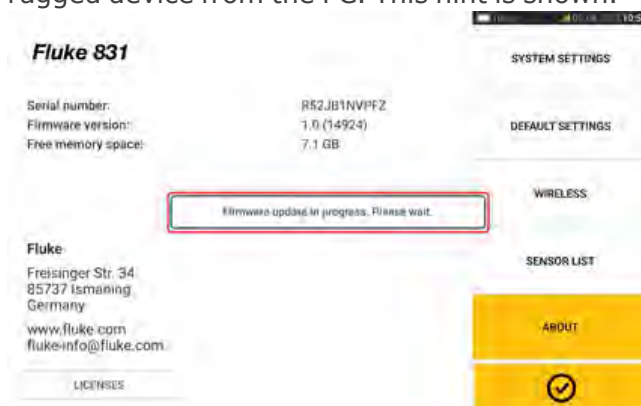 rugged device from the PC. This hint is shown:
Fluke 831
SYSTEM SETTINGS
Serial number: R52JB1NVPFZ
Firmware version: 1.0 (14924)
DEFAULT SETTINGS
Free memory space: 7.1 GB
WIRELESS
Firmware update in progress. Please wait.
Fluke
SENSOR LIST
Freisinger Str. 34
85737 Ismaning
Germany
ABOUT
www.fluke.com
fluke-info@fluke.com
LICENSES